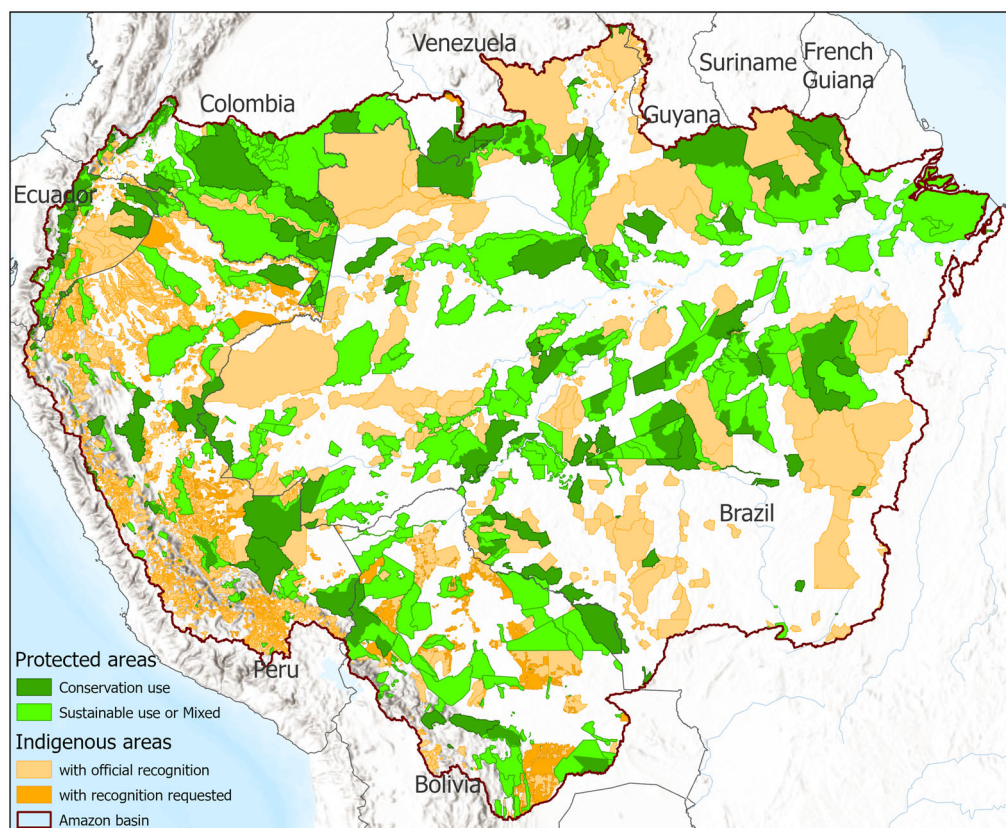 Venezuela
Suriname
French
Guiana
Colombia
Guyana
Ecuador
Brazil
Peru
Bolivia
Protected areas
Conservation use
Sustainable use or Mixed
Indigenous areas
with official recognition
with recognition requested
Amazon basin